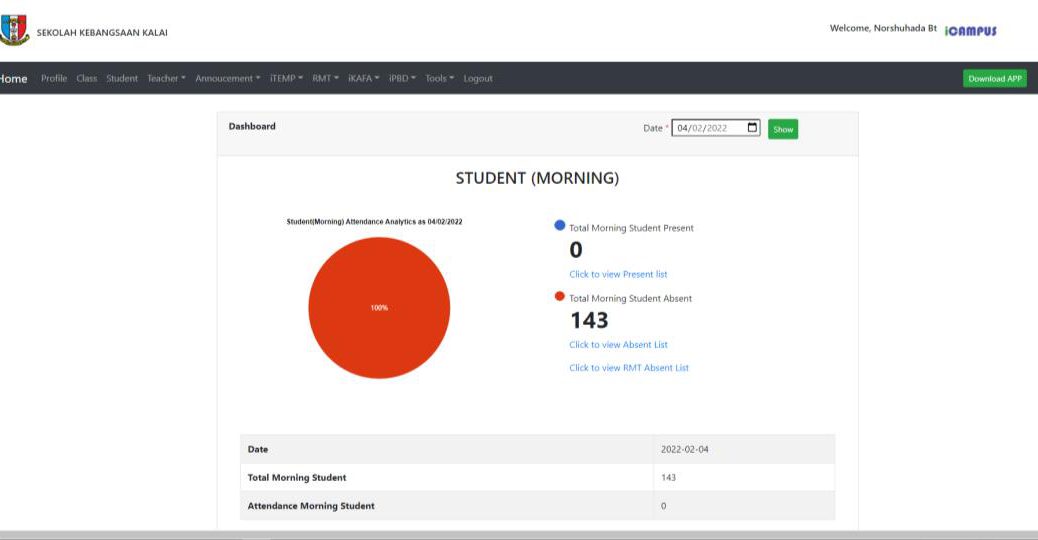 SEKOLAH KEBANGSAAN KALAI
Welcome, Norshuhada Bt iCAMPUS
Home Profile Class Student Teacher Annoucement iTEMP RMT iKAFA iPBD Tools Logout Download APP
Dashboard Date * 04/02/2022 Show
STUDENT (MORNING)
Student(Morning) Attendance Analytics as 04/02/2022
100%
Total Morning Student Present
0
Click to view Present list
Total Morning Student Absent
143
Click to view Absent List
Click to view RMT Absent List
Date 2022-02-04
Total Morning Student 143
Attendance Morning Student 0